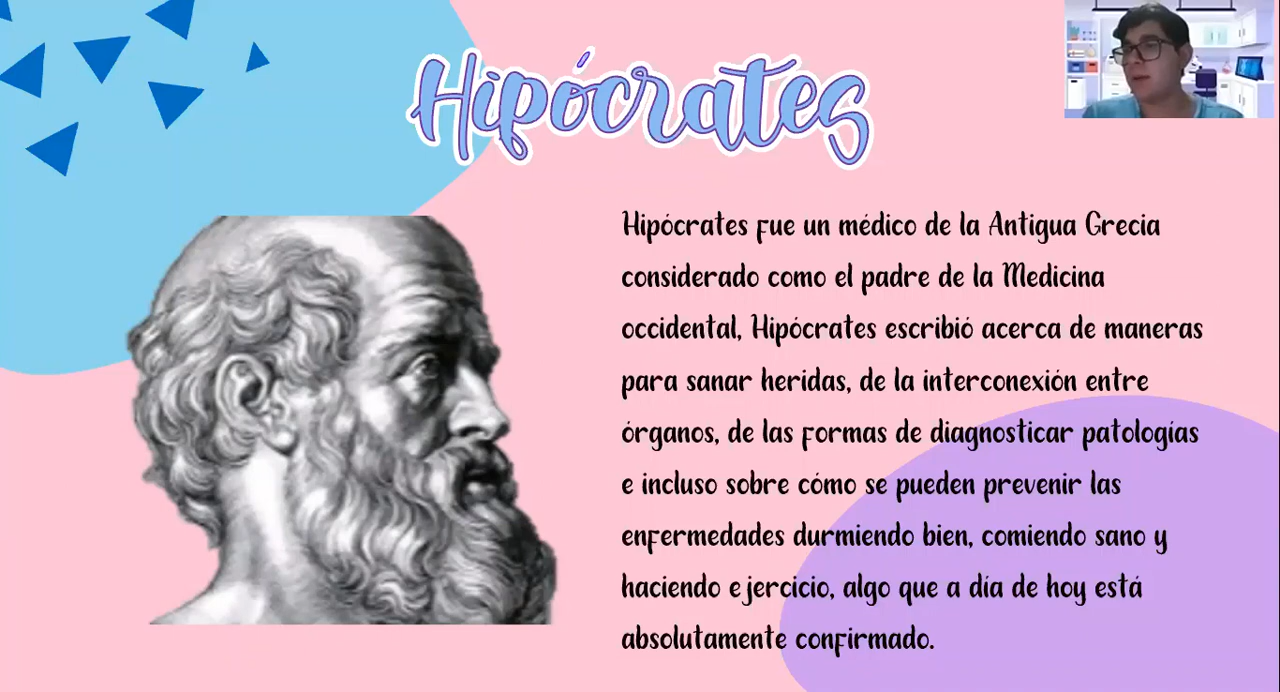 Hipócrates
Hipócrates fue un médico de la Antigua Grecia
considerado como el padre de la Medicina
occidental, Hipócrates escribió acerca de maneras
para sanar heridas, de la interconexión entre
órganos, de las formas de diagnosticar patologías
e incluso sobre cómo se pueden prevenir las
enfermedades durmiendo bien, comiendo sano y
haciendo ejercicio, algo que a día de hoy está
absolutamente confirmado.